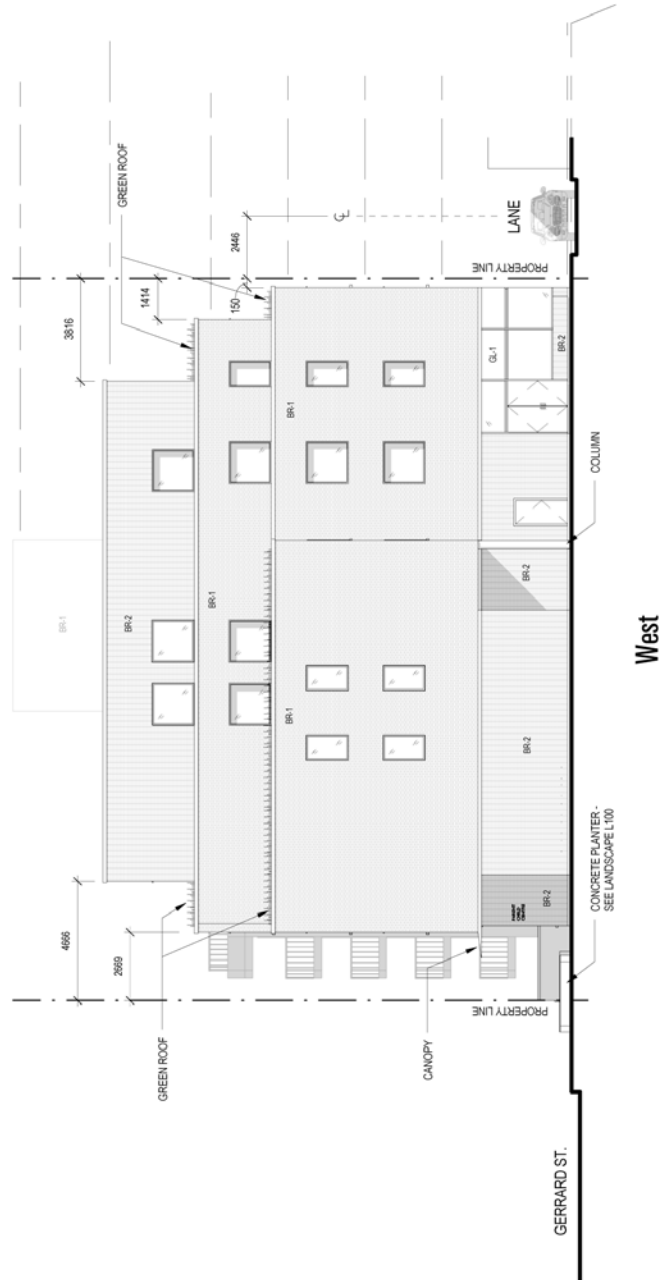 GREEN ROOF
3816
1414
150
2446
C
L
LANE
PROPERTY LINE
BR-1
BR-2
BR-1
BR-1
BR-1
GL-1
BR-2
BR-2
BR-2
BR-2
COLUMN
4666
2669
GREEN ROOF
CANOPY
PROPERTY LINE
CONCRETE PLANTER -
SEE LANDSCAPE L100
GERRARD ST.
West